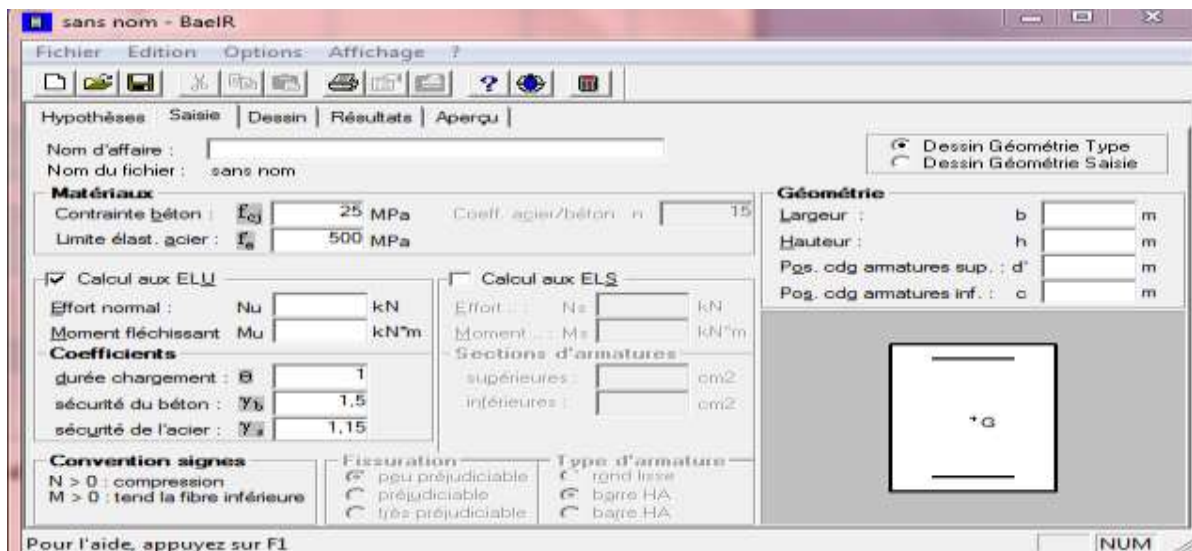 sans nom - BaelR
Fichier Edition Options Affichage ?
Hypothèses Saisie Dessin Résultats Aperçu
Nom d'affaire :
Nom du fichier : sans nom
Dessin Géométrie Type
Dessin Géométrie Saisie
Matériaux
Contrainte béton : fcj 25 MPa Coeff. acier/béton n 15
Limite élast. acier : fe 500 MPa
Géométrie
Largeur : b m
Hauteur : h m
Pos. cdg armatures sup. : d' m
Pos. cdg armatures inf. : c m
Calcul aux ELU
Effort normal : Nu kN
Moment fléchissant Mu kN*m
Coefficients
durée chargement : θ 1
sécurité du béton : γb 1,5
sécurité de l'acier : γs 1,15
Calcul aux ELS
Effort : Ns kN
Moment : Ms kN*m
Sections d'armatures
supérieures : cm2
inférieures : cm2
Convention signes
N > 0 : compression
M > 0 : tend la fibre inférieure
Fissuration
peu préjudiciable
préjudiciable
très préjudiciable
Type d'armature
rond lisse
barre HA
barre HA
+G
Pour l'aide, appuyez sur F1 NUM